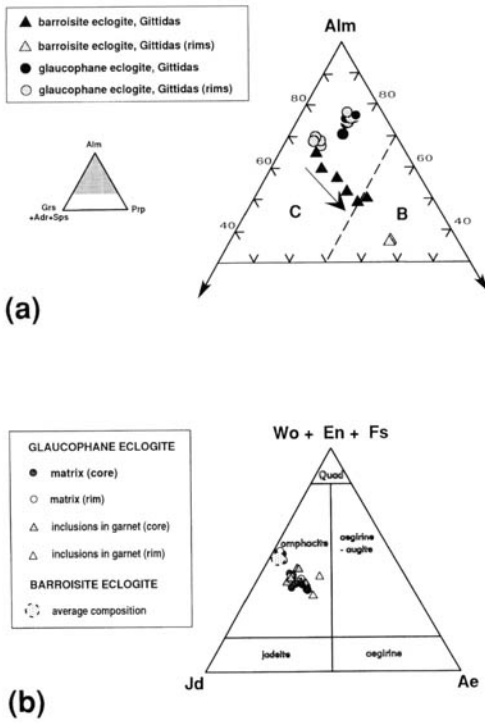 barroisite eclogite, Gittidas
barroisite eclogite, Gittidas (rims)
glaucophane eclogite, Gittidas
glaucophane eclogite, Gittidas (rims)
Alm
80
80
60
60
40
40
C
B
Alm
Grs
+Adr+Sps
Prp
(a)
Wo + En + Fs
Quad
omphacite
aegirine
- augite
jadeite
aegirine
Jd
Ae
GLAUCOPHANE ECLOGITE
matrix (core)
matrix (rim)
inclusions in garnet (core)
inclusions in garnet (rim)
BARROISITE ECLOGITE
average composition
(b)